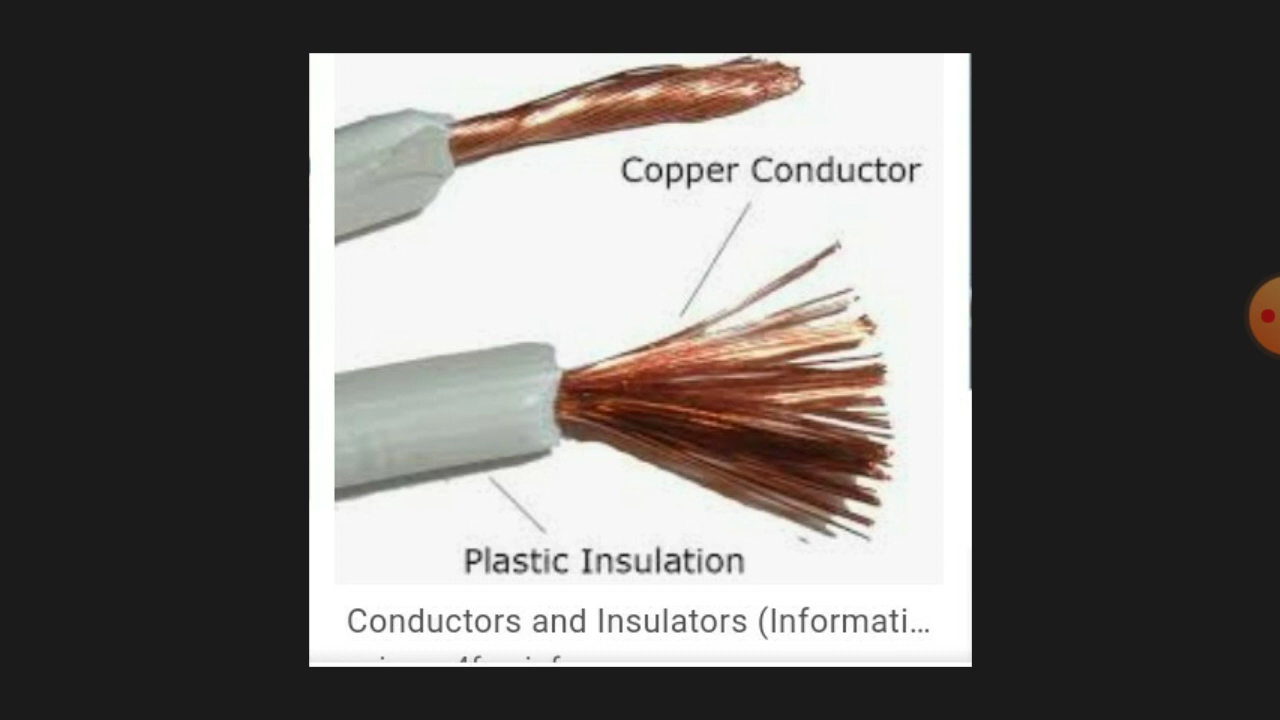 Copper Conductor
Plastic Insulation
Conductors and Insulators (Informati...